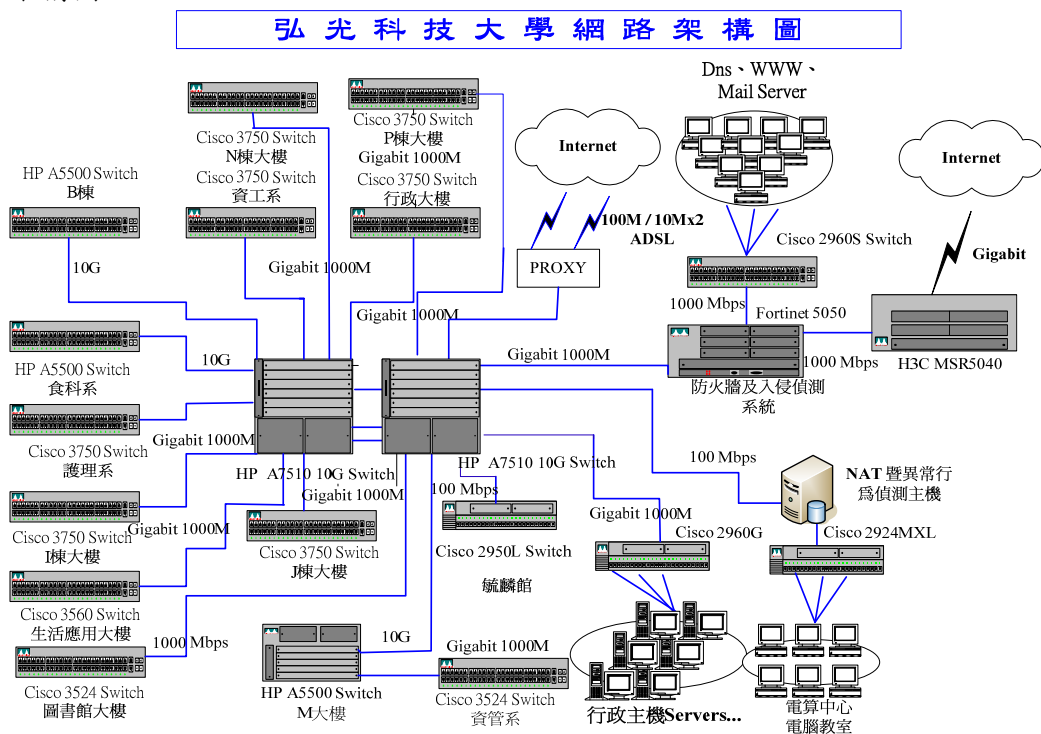 弘光科技大學網路架構圖
Dns、WWW、
Mail Server
Cisco 3750 Switch
N棟大樓
Cisco 3750 Switch
P棟大樓
Gigabit 1000M
Internet
Internet
HP A5500 Switch
B棟
Cisco 3750 Switch
資工系
Cisco 3750 Switch
行政大樓
100M / 10Mx2
ADSL
Cisco 2960S Switch
Gigabit
10G
Gigabit 1000M
PROXY
1000 Mbps
Fortinet 5050
Gigabit 1000M
HP A5500 Switch
食科系
10G
Gigabit 1000M
1000 Mbps
H3C MSR5040
防火牆及入侵偵測
系統
Cisco 3750 Switch
護理系
Gigabit 1000M
HP A7510 10G Switch
HP A7510 10G Switch
100 Mbps
NAT 暨異常行
為偵測主機
Gigabit 1000M
100 Mbps
Cisco 3750 Switch
I棟大樓
Gigabit 1000M
Cisco 3750 Switch
J棟大樓
Cisco 2950L Switch
毓麟館
Gigabit 1000M
Cisco 2960G
Cisco 2924MXL
Cisco 3560 Switch
生活應用大樓
1000 Mbps
10G
Gigabit 1000M
Cisco 3524 Switch
圖書館大樓
HP A5500 Switch
M大樓
Cisco 3524 Switch
資管系
行政主機Servers...
電算中心
電腦教室